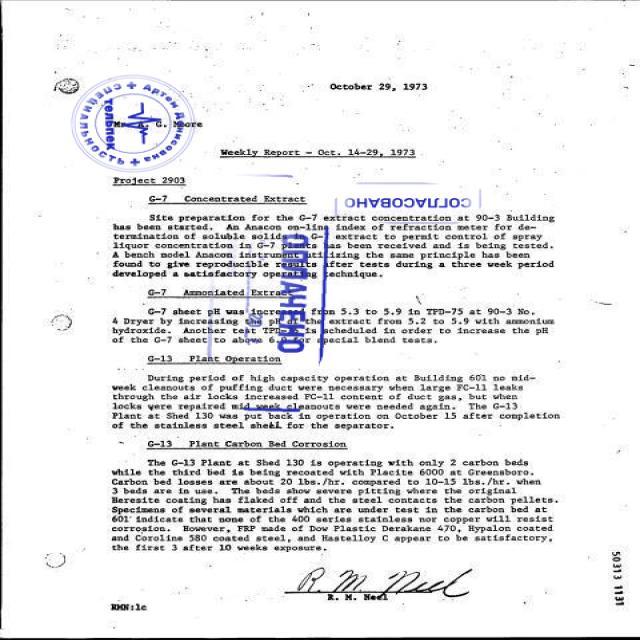 October 29, 1973
G. Moore
Weekly Report - Oct. 14-29, 1973
Project 2903
СОГЛАСОВАНО
G-7 Concentrated Extract
Site preparation for the G-7 extract concentration at 90-3 Building
has been started. An Anacon on-line index of refraction meter for de-
termination of soluble solids in G-7 extract to permit control of spray
liquor concentration in G-7 has been received and is being tested.
A bench model Anacon instrument utilizing the same principle has been
found to give reproducible results after tests during a three week period
developed a satisfactory operating technique.
ОПЛАЧЕНО
G-7 Ammoniated Extract
G-7 sheet pH was increased from 5.3 to 5.9 in TPD-75 at 90-3 No.
4 Dryer by increasing the pH of the extract from 5.2 to 5.9 with ammonium
hydroxide. Another test TPD- is scheduled in order to increase the pH
of the G-7 sheet to above 6.0 for special blend tests.
G-13 Plant Operation
During period of high capacity operation at Building 601 no mid-
week cleanouts of puffing duct were necessary when large FC-11 leaks
through the air locks increased FC-11 content of duct gas, but when
locks were repaired mid week cleanouts were needed again. The G-13
Plant at Shed 130 was put back in operation on October 15 after completion
of the stainless steel shell for the separator.
G-13 Plant Carbon Bed Corrosion
The G-13 Plant at Shed 130 is operating with only 2 carbon beds
while the third bed is being recoated with Placite 6000 at Greensboro.
Carbon bed losses are about 20 lbs./hr. compared to 10-15 lbs./hr. when
3 beds are in use. The beds show severe pitting where the original
Heresite coating has flaked off and the steel contacts the carbon pellets.
Specimens of several materials which are under test in the carbon bed at
601 indicate that none of the 400 series stainless nor copper will resist
corrosion. However, FRP made of Dow Plastic Derakane 470, Hypalon coated
and Coroline 580 coated steel, and Hastelloy C appear to be satisfactory,
the first 3 after 10 weeks exposure.
R. M. Neel
R. M. Neel
RMN:lc
50313 1131